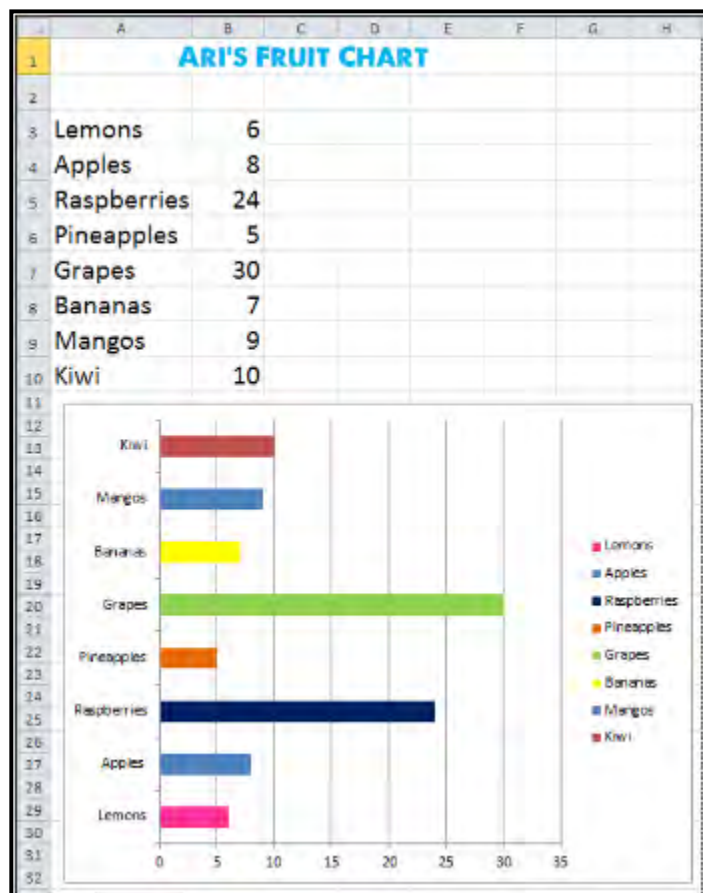 A B C D E F G H
1 ARI'S FRUIT CHART
2
3 Lemons 6
4 Apples 8
5 Raspberries 24
6 Pineapples 5
7 Grapes 30
8 Bananas 7
9 Mangos 9
10 Kiwi 10
11
12
13
14
15
16
17
18
19
20
21
22
23
24
25
26
27
28
29
30
31
32
Kiwi
Mangos
Bananas
Grapes
Pineapples
Raspberries
Apples
Lemons
0 5 10 15 20 25 30 35
Lemons
Apples
Raspberries
Pineapples
Grapes
Bananas
Mangos
Kiwi